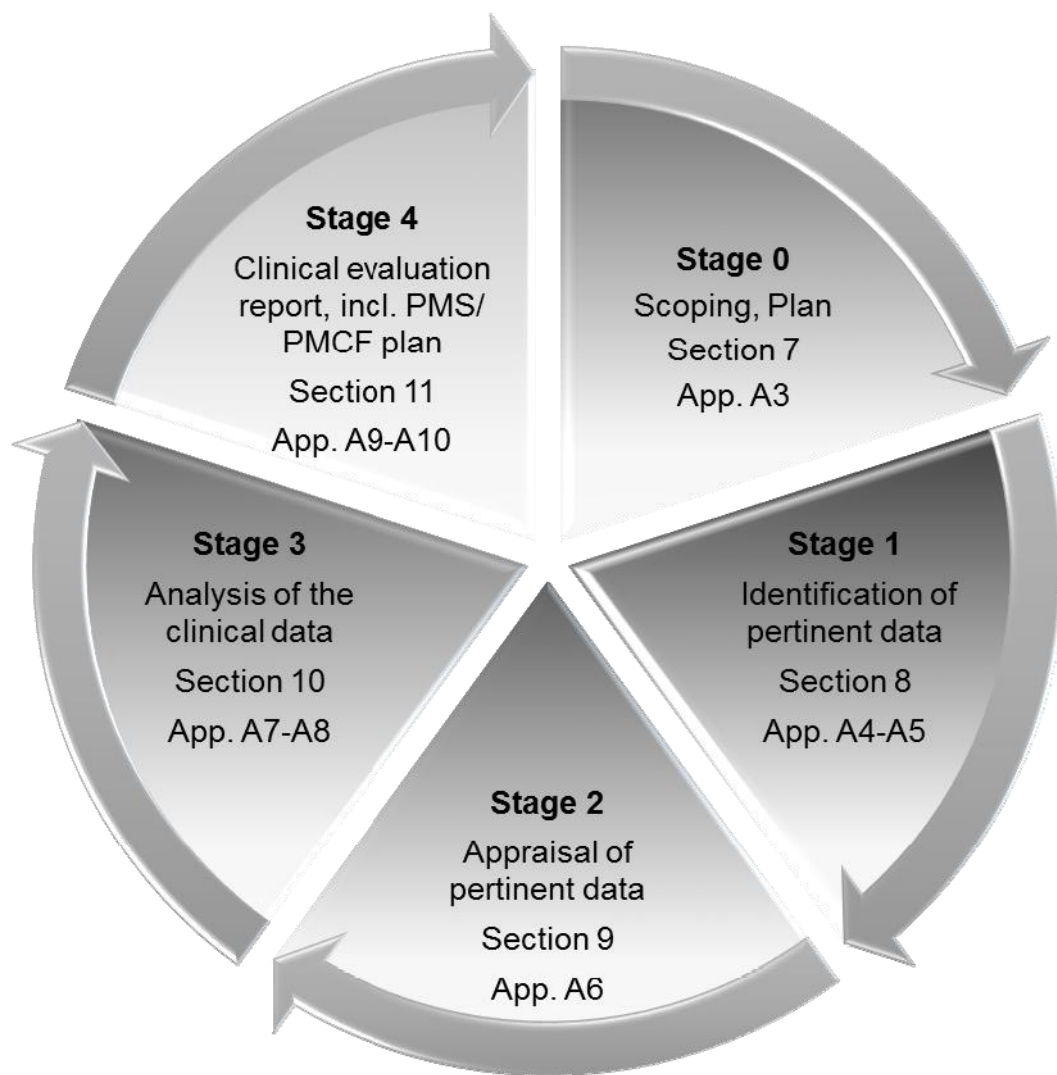 Stage 4
Clinical evaluation
report, incl. PMS/
PMCF plan
Section 11
App. A9-A10
Stage 0
Scoping, Plan
Section 7
App. A3
Stage 3
Analysis of the
clinical data
Section 10
App. A7-A8
Stage 1
Identification of
pertinent data
Section 8
App. A4-A5
Stage 2
Appraisal of
pertinent data
Section 9
App. A6